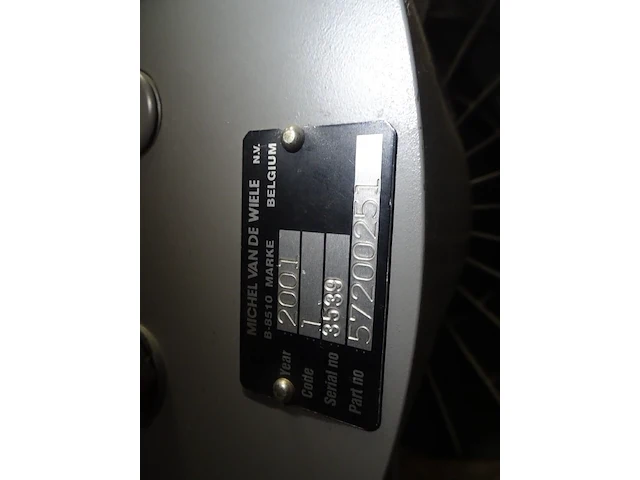 MICHEL VAN DE WIELE N.V.
B-8510 MARKE BELGIUM
Year 2001
Code 1
Serial no 3539
Part no 57200251